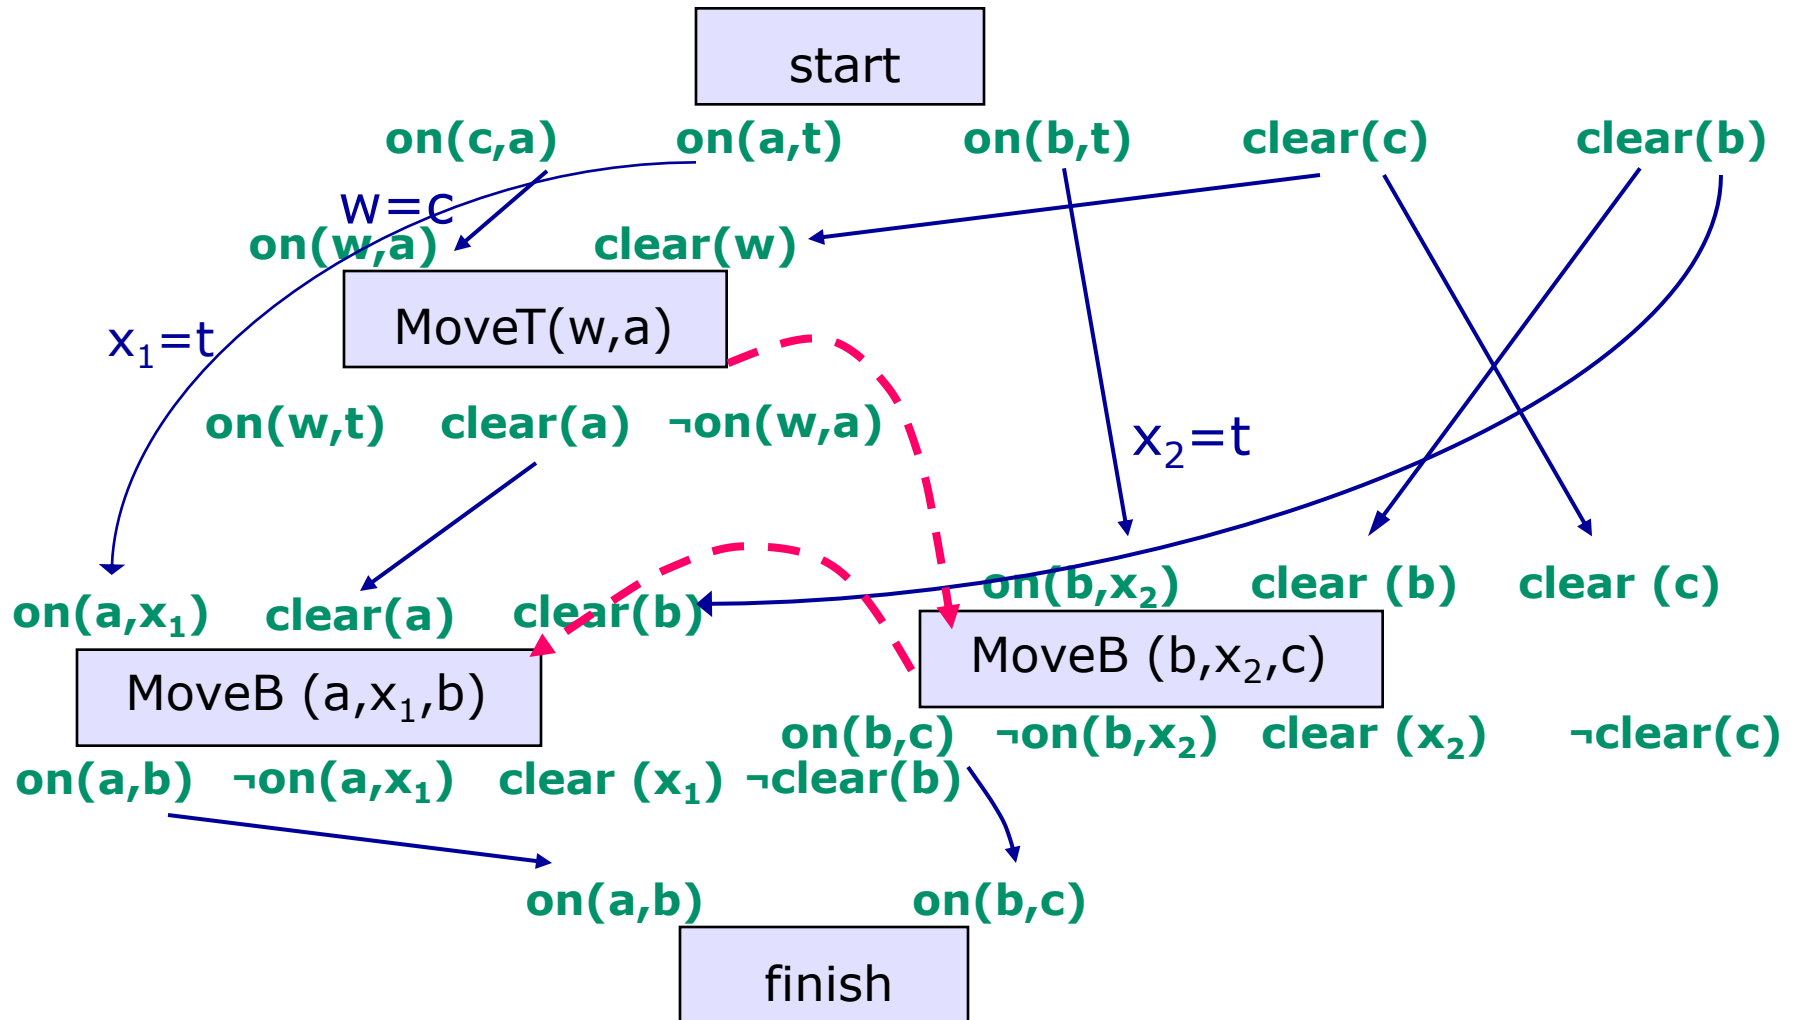 start
on(c,a) on(a,t) on(b,t) clear(c) clear(b)
w=c
on(w,a) clear(w)
MoveT(w,a)
x₁=t
on(w,t) clear(a) ¬on(w,a)
x₂=t
on(b,x₂) clear (b) clear (c)
on(a,x₁) clear(a) clear(b)
MoveB (b,x₂,c)
MoveB (a,x₁,b)
on(b,c) ¬on(b,x₂) clear (x₂) ¬clear(c)
on(a,b) ¬on(a,x₁) clear (x₁) ¬clear(b)
on(a,b) on(b,c)
finish